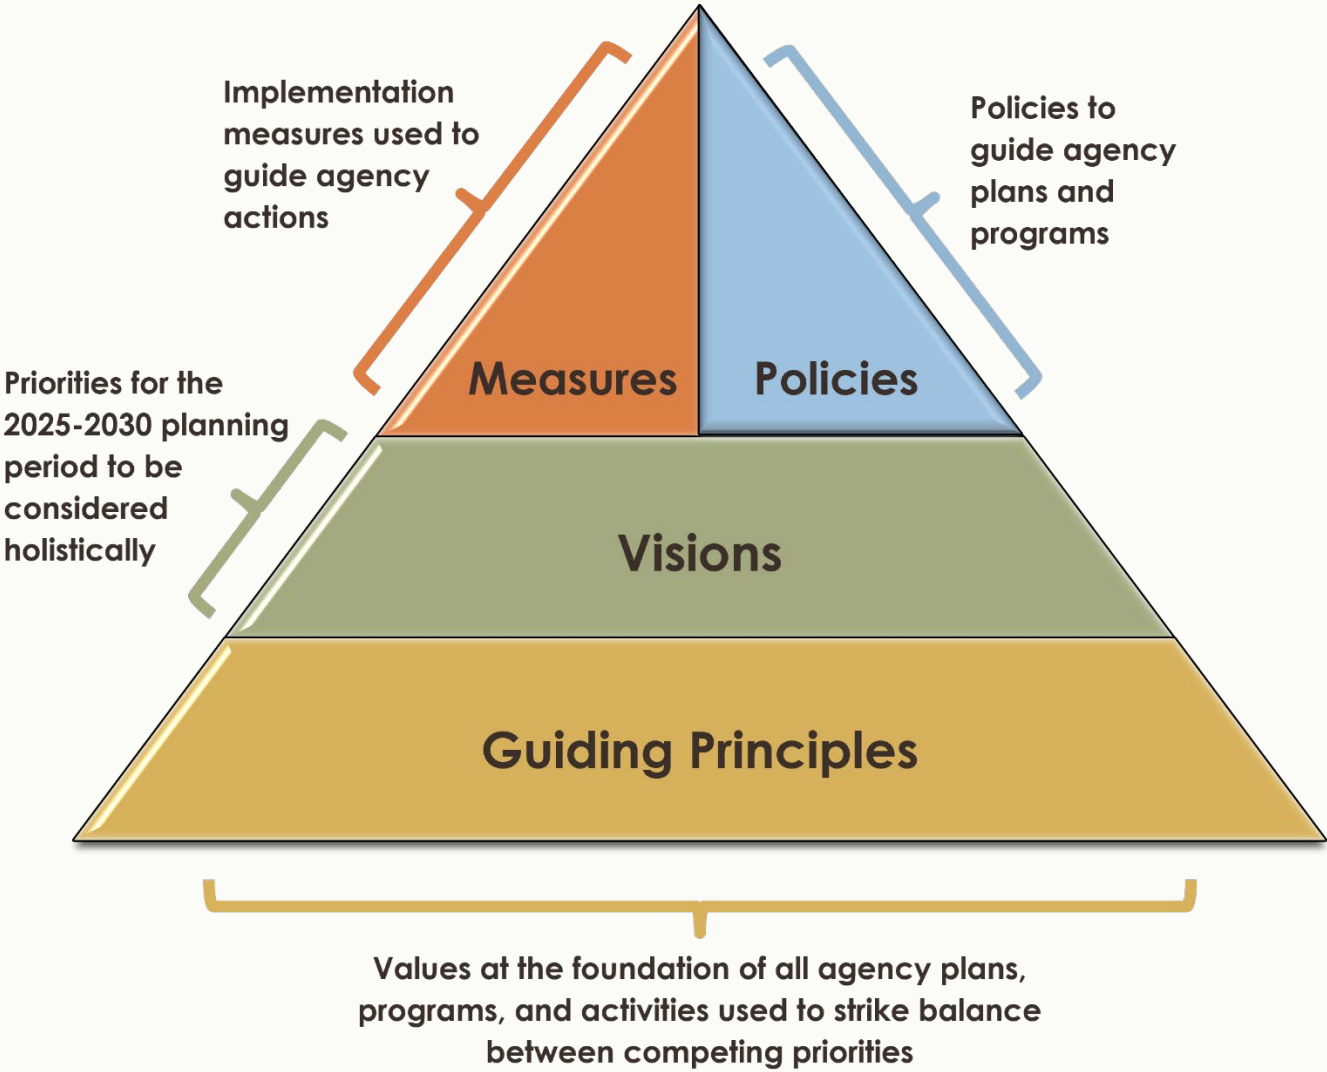 Implementation
measures used to
guide agency
actions
Policies to
guide agency
plans and
programs
Measures
Policies
Priorities for the
2025-2030 planning
period to be
considered
holistically
Visions
Guiding Principles
Values at the foundation of all agency plans,
programs, and activities used to strike balance
between competing priorities